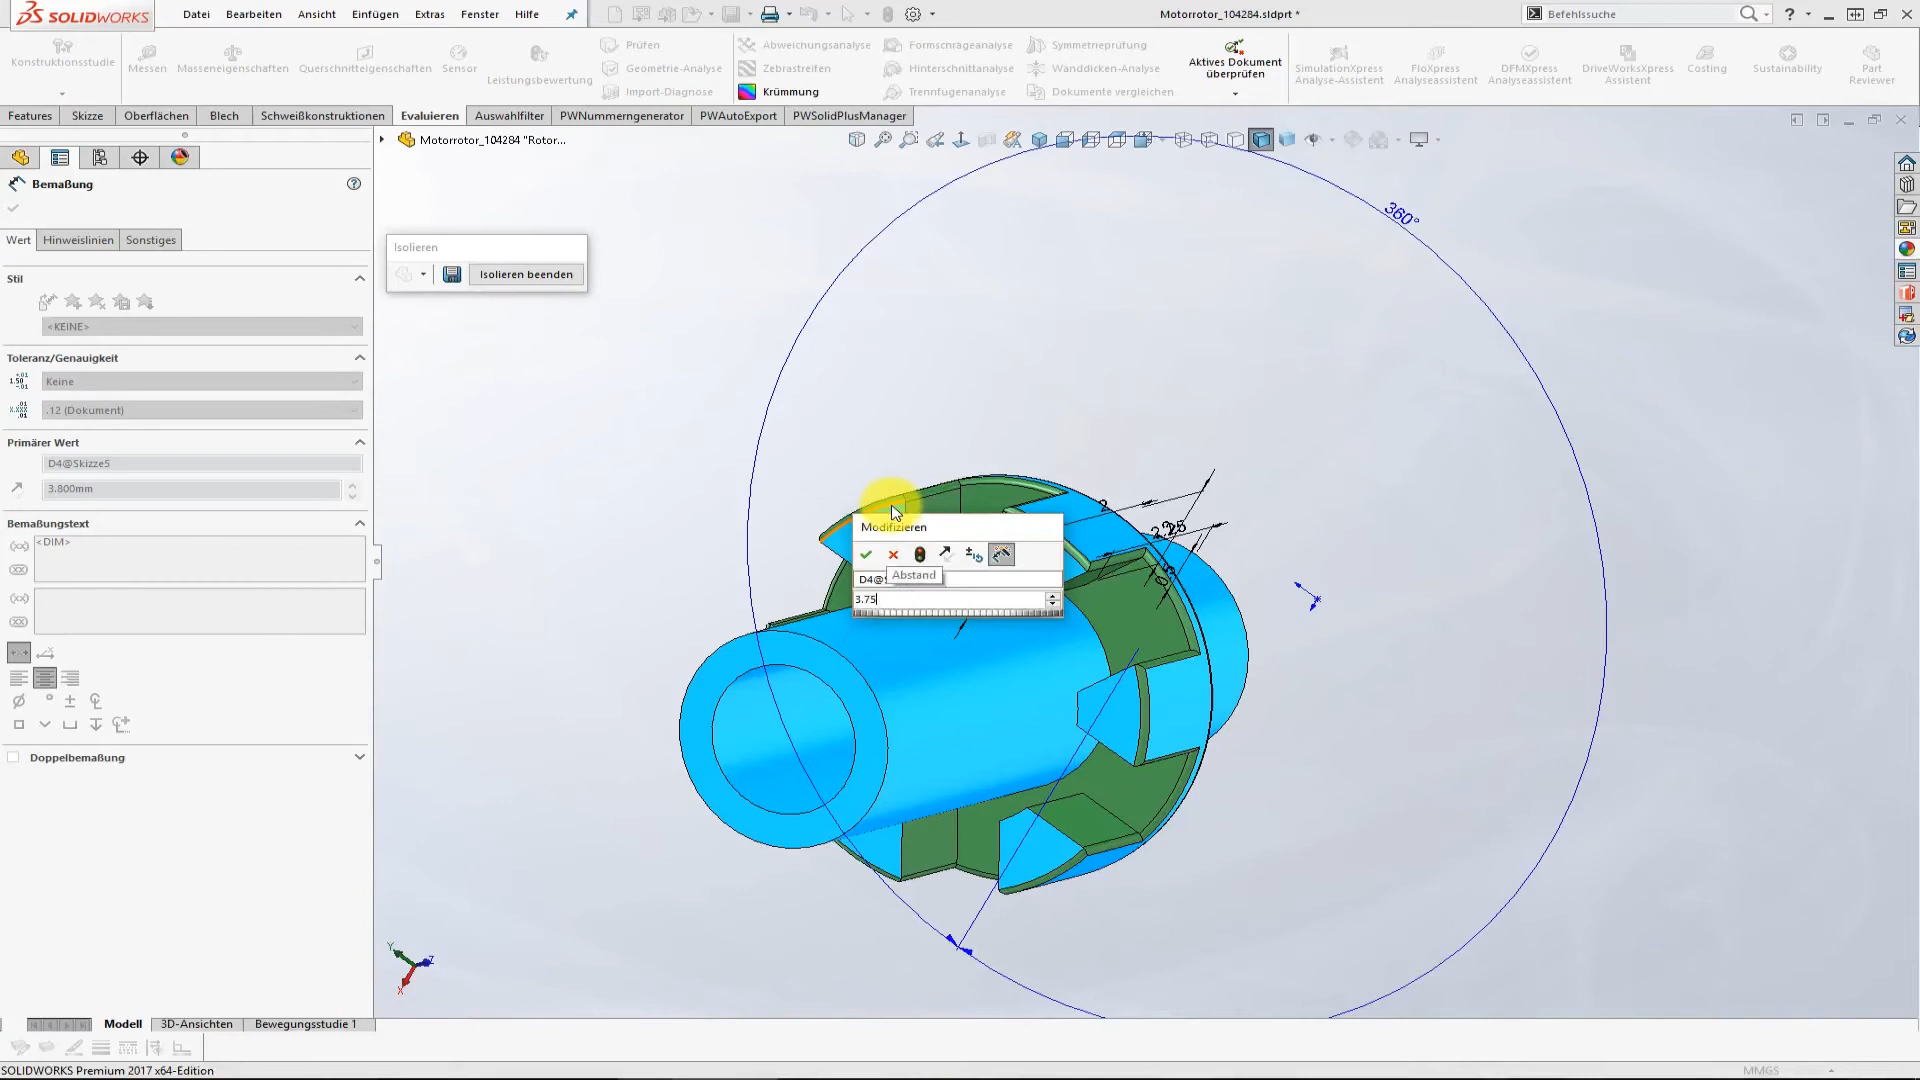 SOLIDWORKS
Datei Bearbeiten Ansicht Einfügen Extras Fenster Hilfe
Motorrotor_104284.sldprt *
Befehlssuche
Konstruktionsstudie
Messen
Masseneigenschaften
Querschnitteigenschaften
Sensor
Leistungsbewertung
Prüfen
Geometrie-Analyse
Import-Diagnose
Abweichungsanalyse
Zebrastreifen
Krümmung
Formschrägeanalyse
Hinterschnittanalyse
Trennfugenanalyse
Symmetrieprüfung
Wanddicken-Analyse
Dokumente vergleichen
Aktives Dokument
überprüfen
SimulationXpress
Analyse-Assistent
FloXpress
Analyseassistent
DFMXpress
Analyseassistent
DriveWorksXpress
Assistent
Costing
Sustainability
Part
Reviewer
Features Skizze Oberflächen Blech Schweißkonstruktionen Evaluieren Auswahlfilter PWNummerngenerator PWAutoExport PWSolidPlusManager
Motorrotor_104284 "Rotor...
Bemaßung
Wert Hinweislinien Sonstiges
Stil
<KEINE>
Toleranz/Genauigkeit
Keine
.12 (Dokument)
Primärer Wert
D4@Skizze5
3.800mm
Bemaßungstext
<DIM>
Doppelbemaßung
Isolieren
Isolieren beenden
360°
2
Modifizieren
Abstand
D4@
3.75
Y
Z
X
Modell 3D-Ansichten Bewegungsstudie 1
SOLIDWORKS Premium 2017 x64-Edition
MMGS